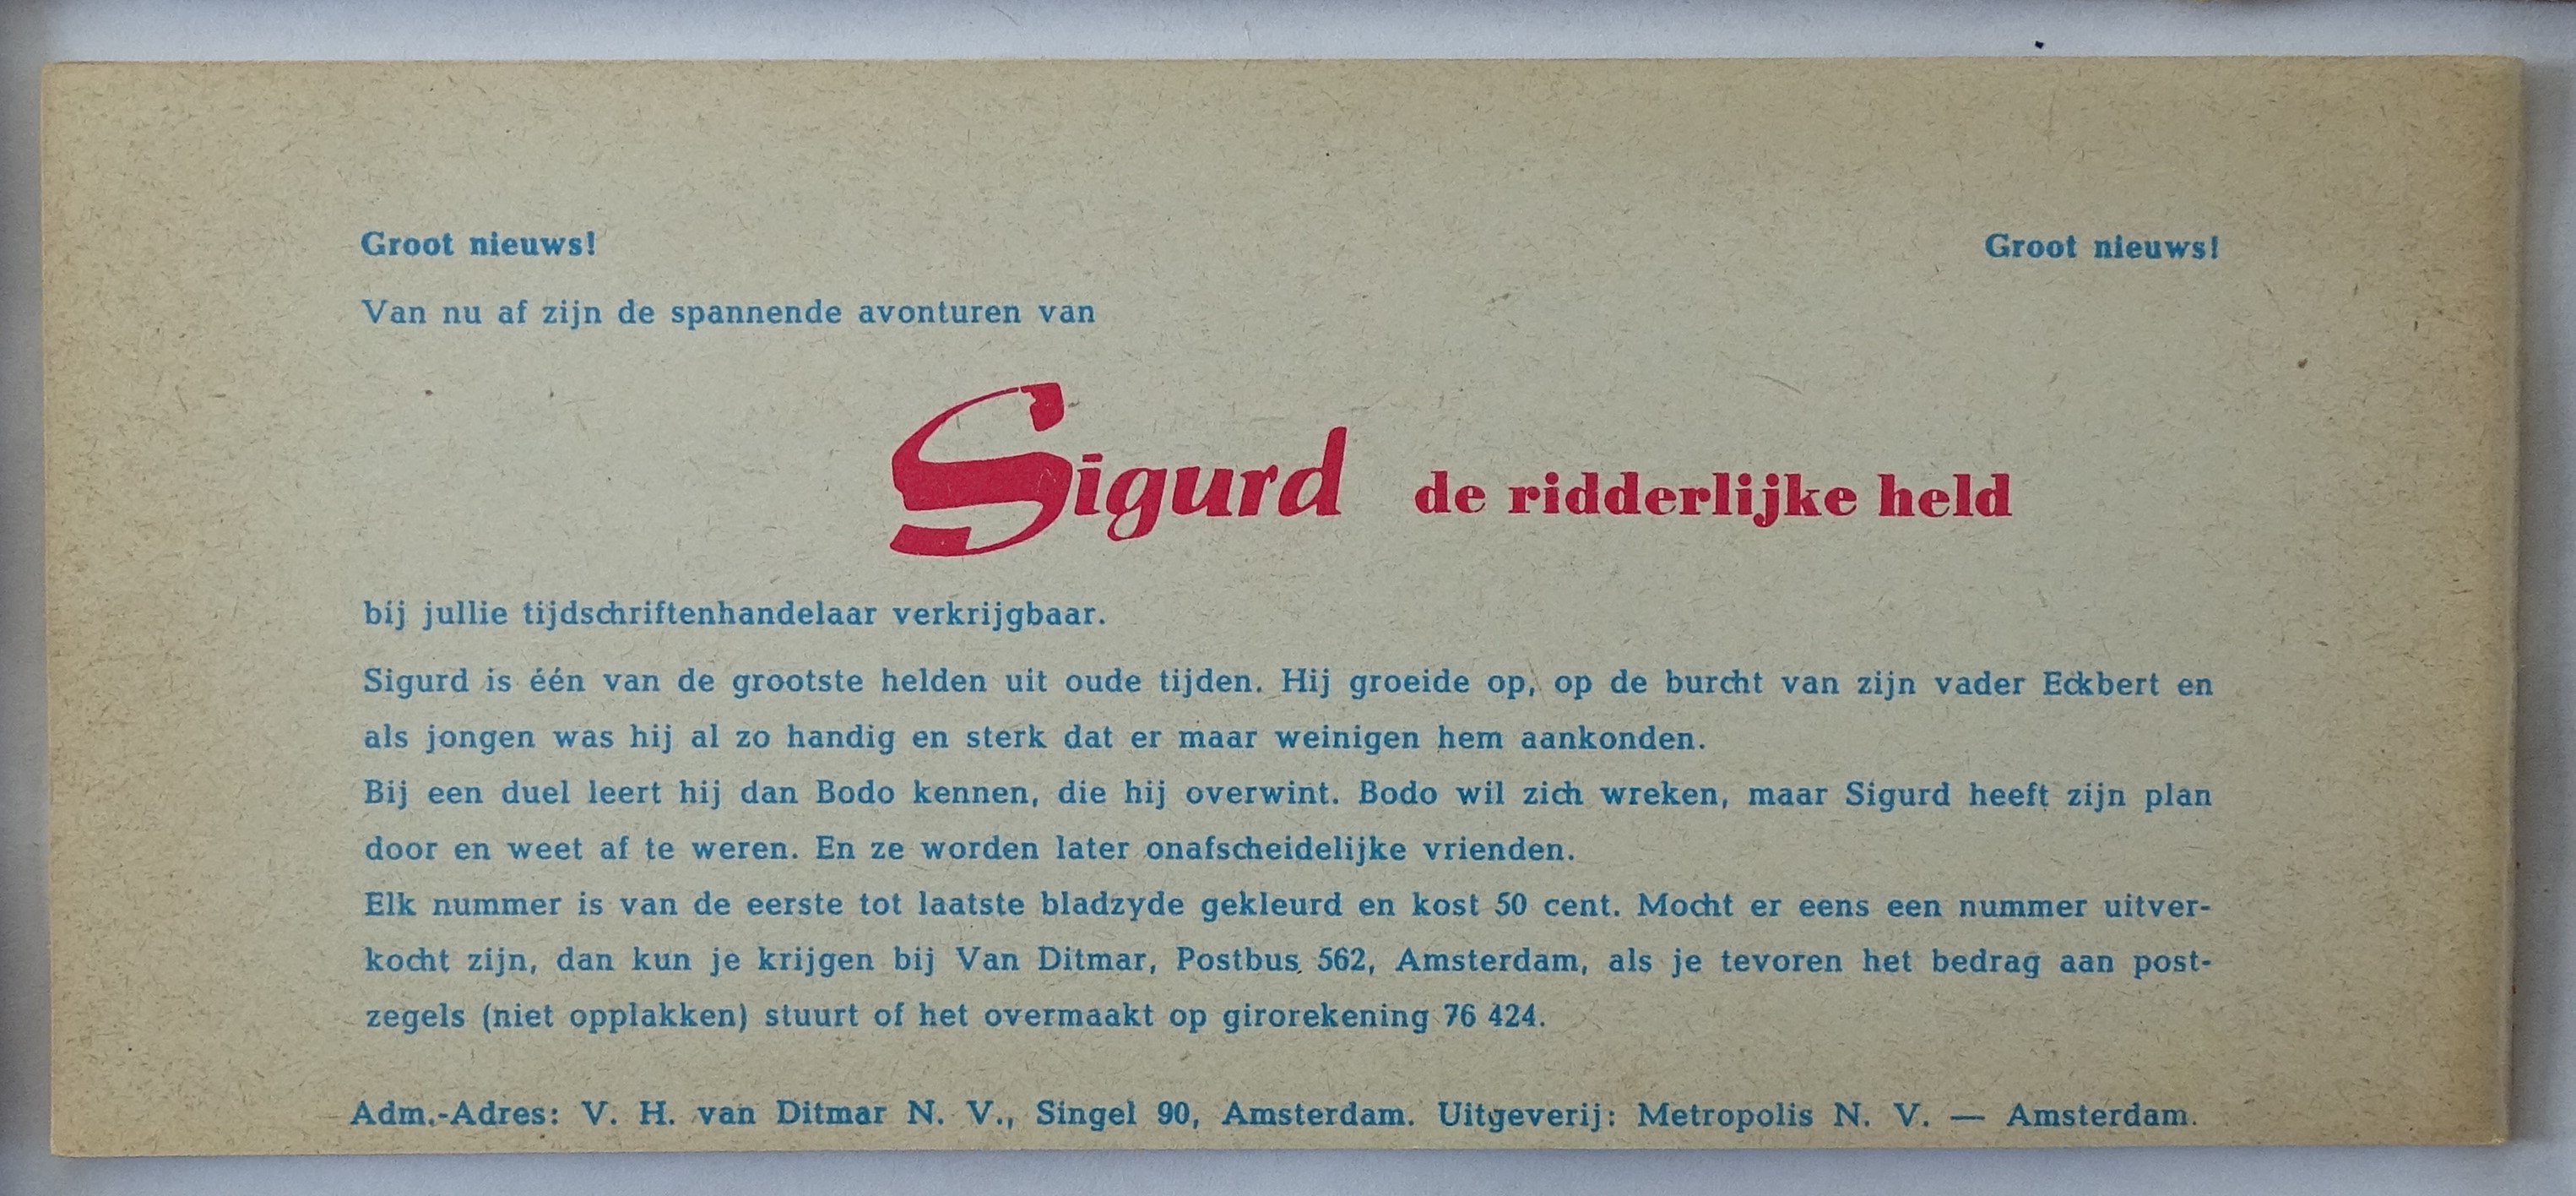 Groot nieuws! Groot nieuws!
Van nu af zijn de spannende avonturen van
Sigurd de ridderlijke held
bij jullie tijdschriftenhandelaar verkrijgbaar.
Sigurd is één van de grootste helden uit oude tijden. Hij groeide op, op de burcht van zijn vader Eckbert en
als jongen was hij al zo handig en sterk dat er maar weinigen hem aankonden.
Bij een duel leert hij dan Bodo kennen, die hij overwint. Bodo wil zich wreken, maar Sigurd heeft zijn plan
door en weet af te weren. En ze worden later onafscheidelijke vrienden.
Elk nummer is van de eerste tot laatste bladzyde gekleurd en kost 50 cent. Mocht er eens een nummer uitver-
kocht zijn, dan kun je krijgen bij Van Ditmar, Postbus 562, Amsterdam, als je tevoren het bedrag aan post-
zegels (niet opplakken) stuurt of het overmaakt op girorekening 76 424.
Adm.-Adres: V. H. van Ditmar N. V., Singel 90, Amsterdam. Uitgeverij: Metropolis N. V. — Amsterdam.